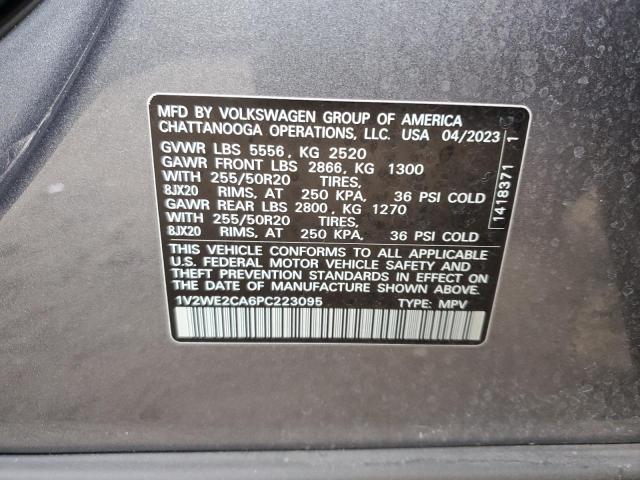 MFD BY VOLKSWAGEN GROUP OF AMERICA
CHATTANOOGA OPERATIONS, LLC. USA 04/2023
GVWR LBS 5556, KG 2520
GAWR FRONT LBS 2866, KG 1300
WITH 255/50R20 TIRES,
8JX20 RIMS, AT 250 KPA, 36 PSI COLD
GAWR REAR LBS 2800, KG 1270
WITH 255/50R20 TIRES,
8JX20 RIMS, AT 250 KPA, 36 PSI COLD
THIS VEHICLE CONFORMS TO ALL APPLICABLE
U.S. FEDERAL MOTOR VEHICLE SAFETY AND
THEFT PREVENTION STANDARDS IN EFFECT ON
THE DATE OF MANUFACTURE SHOWN ABOVE.
1V2WE2CA6PC223095 TYPE: MPV
1418371 1